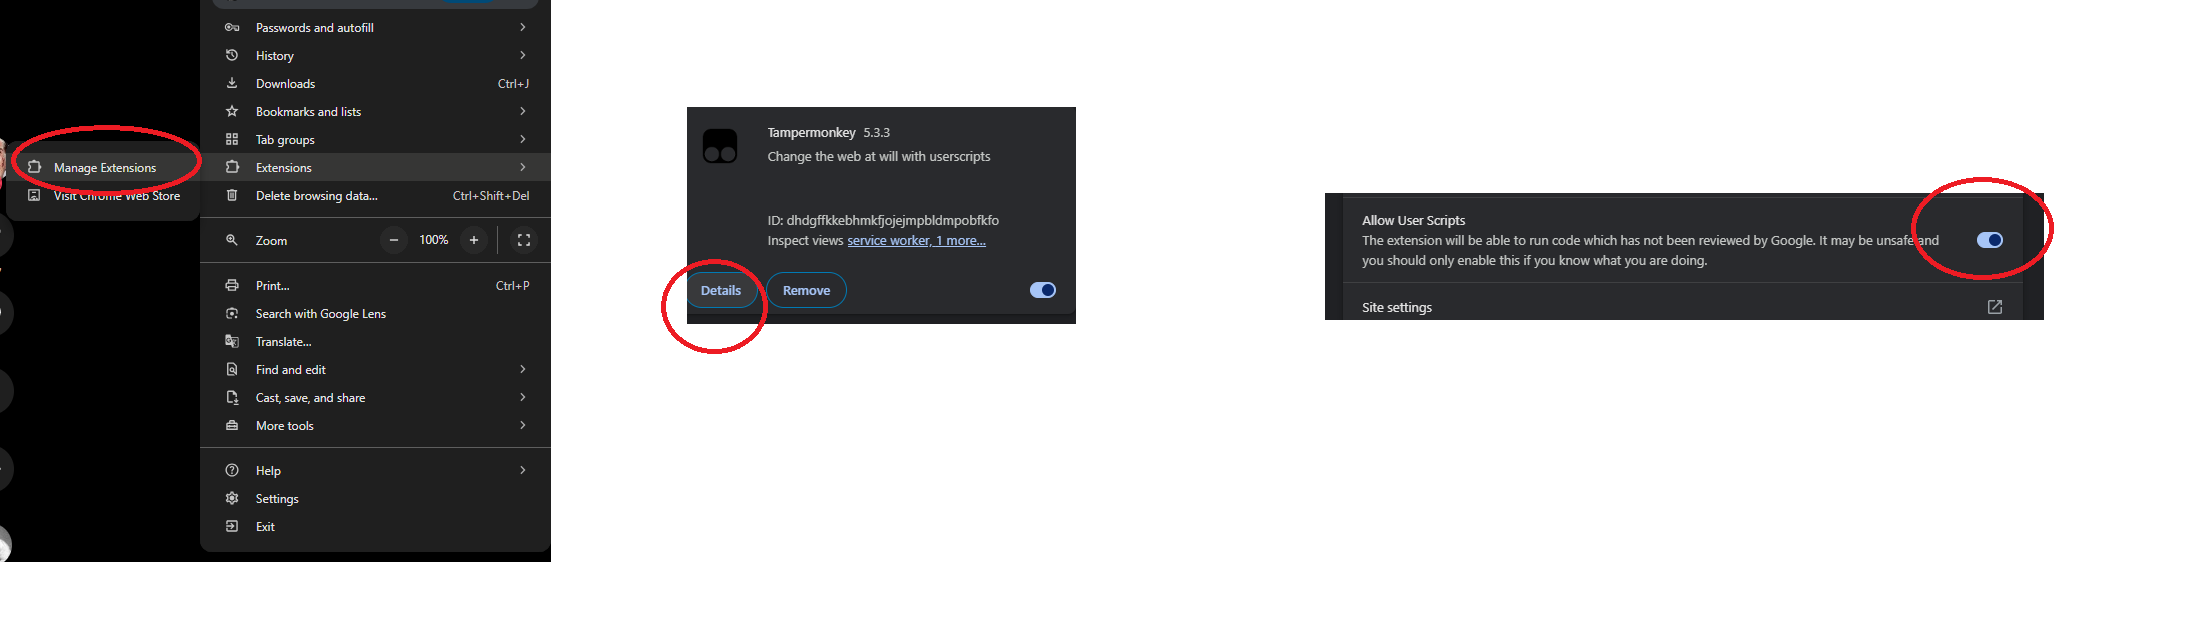 Passwords and autofill
History
Downloads Ctrl+J
Bookmarks and lists
Tab groups
Manage Extensions
Extensions
Visit Chrome Web Store
Delete browsing data... Ctrl+Shift+Del
Zoom − 100% +
Print... Ctrl+P
Search with Google Lens
Translate...
Find and edit
Cast, save, and share
More tools
Help
Settings
Exit
Tampermonkey 5.3.3
Change the web at will with userscripts
ID: dhdgffkkebhmkfjojejmpbldmpobfkfo
Inspect views service worker, 1 more...
Details Remove
Allow User Scripts
The extension will be able to run code which has not been reviewed by Google. It may be unsafe and
you should only enable this if you know what you are doing.
Site settings